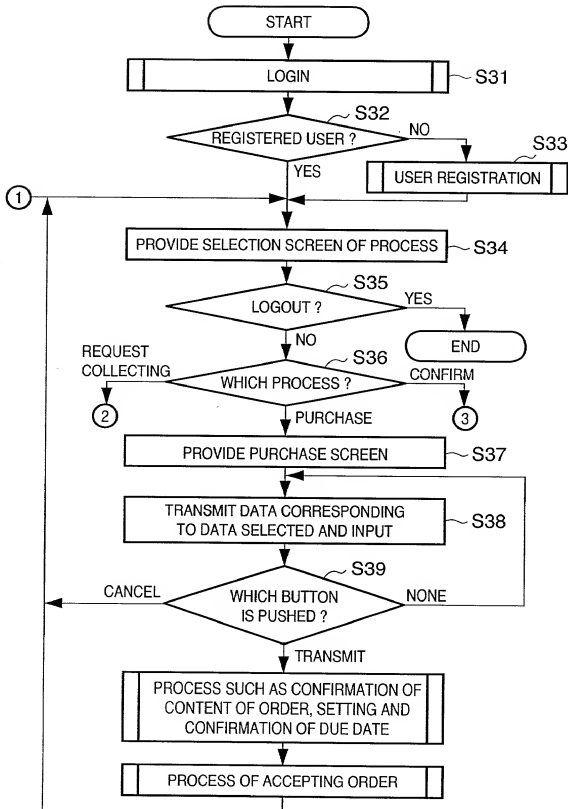 START
LOGIN
S31
S32
REGISTERED USER ?
NO
S33
YES
USER REGISTRATION
1
PROVIDE SELECTION SCREEN OF PROCESS
S34
S35
LOGOUT ?
YES
NO
END
REQUEST
COLLECTING
S36
WHICH PROCESS ?
CONFIRM
2
3
PURCHASE
PROVIDE PURCHASE SCREEN
S37
TRANSMIT DATA CORRESPONDING
TO DATA SELECTED AND INPUT
S38
S39
CANCEL
WHICH BUTTON
IS PUSHED ?
NONE
TRANSMIT
PROCESS SUCH AS CONFIRMATION OF
CONTENT OF ORDER, SETTING AND
CONFIRMATION OF DUE DATE
PROCESS OF ACCEPTING ORDER